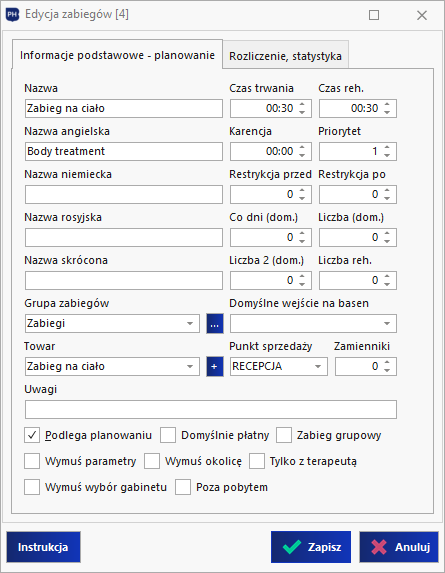 PH
Edycja zabiegów [4]
Informacje podstawowe - planowanie
Rozliczenie, statystyka
Nazwa Czas trwania Czas reh.
Zabieg na ciało 00:30 00:30
Nazwa angielska Karencja Priorytet
Body treatment 00:00 1
Nazwa niemiecka Restrykcja przed Restrykcja po
0 0
Nazwa rosyjska Co dni (dom.) Liczba (dom.)
0 0
Nazwa skrócona Liczba 2 (dom.) Liczba reh.
0 0
Grupa zabiegów Domyślne wejście na basen
Zabiegi ...
Towar Punkt sprzedaży Zamienniki
Zabieg na ciało + RECEPCJA 0
Uwagi
Podlega planowaniu Domyślnie płatny Zabieg grupowy
Wymuś parametry Wymuś okolicę Tylko z terapeutą
Wymuś wybór gabinetu Poza pobytem
Instrukcja Zapisz Anuluj